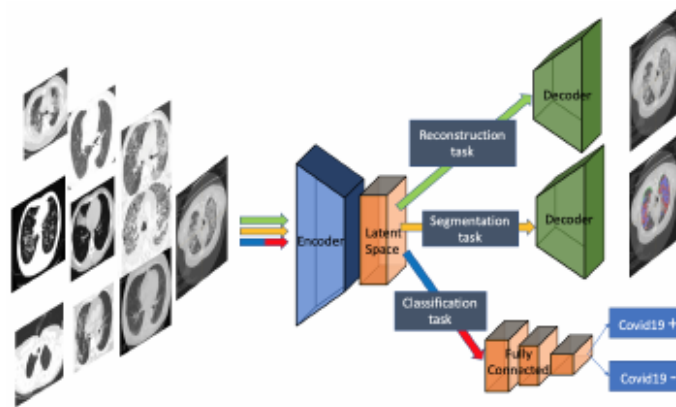 Decoder
Reconstruction
task
Encoder
Latent
Space
Segmentation
task
Decoder
Classification
task
Fully
Connected
Covid19 +
Covid19 -